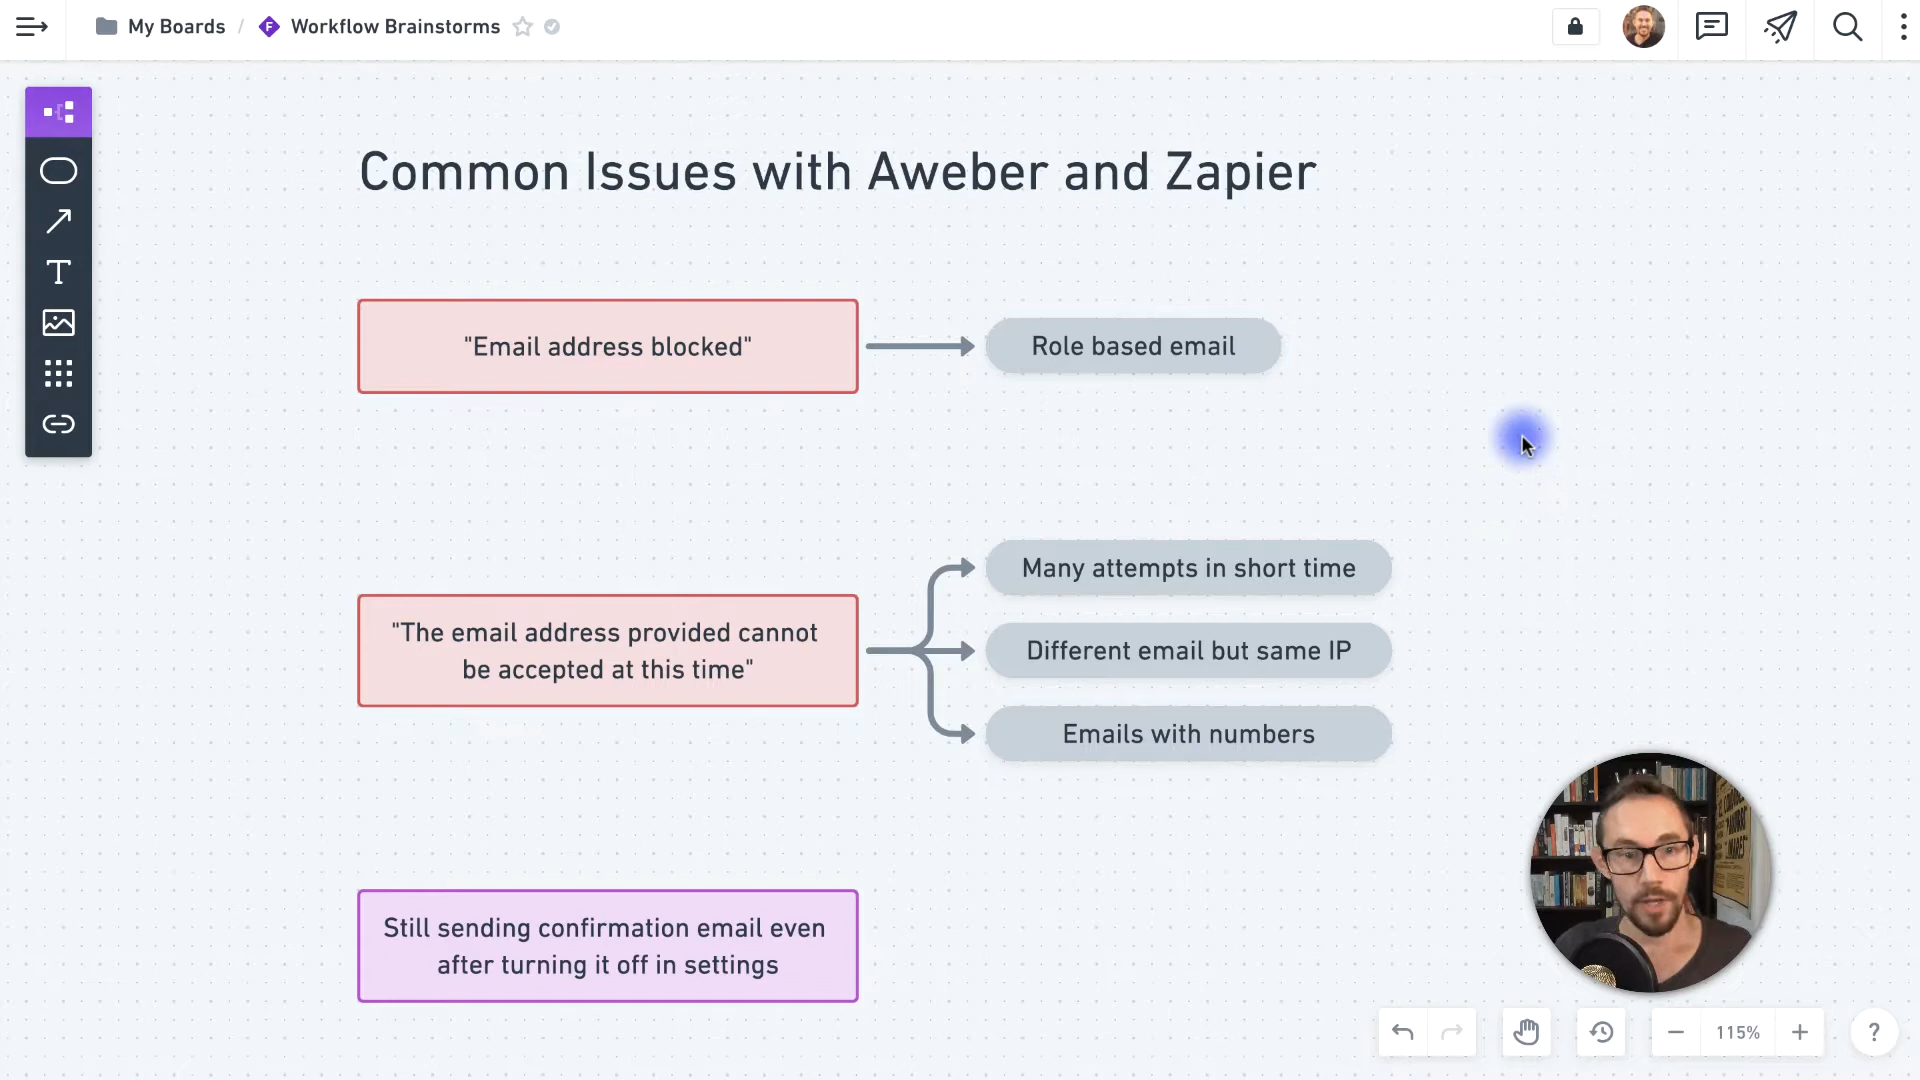 My Boards / Workflow Brainstorms
Common Issues with Aweber and Zapier
"Email address blocked"
Role based email
"The email address provided cannot
be accepted at this time"
Many attempts in short time
Different email but same IP
Emails with numbers
Still sending confirmation email even
after turning it off in settings
115%
?